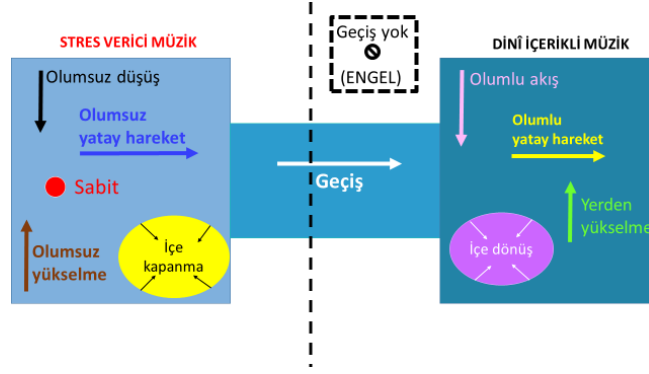 STRES VERİCİ MÜZİK
Olumsuz düşüş
Olumsuz
yatay hareket
Sabit
Olumsuz
yükselme
İçe
kapanma
Geçiş yok
(ENGEL)
Geçiş
DİNÎ İÇERİKLİ MÜZİK
Olumlu akış
Olumlu
yatay hareket
Yerden
yükselme
İçe dönüş